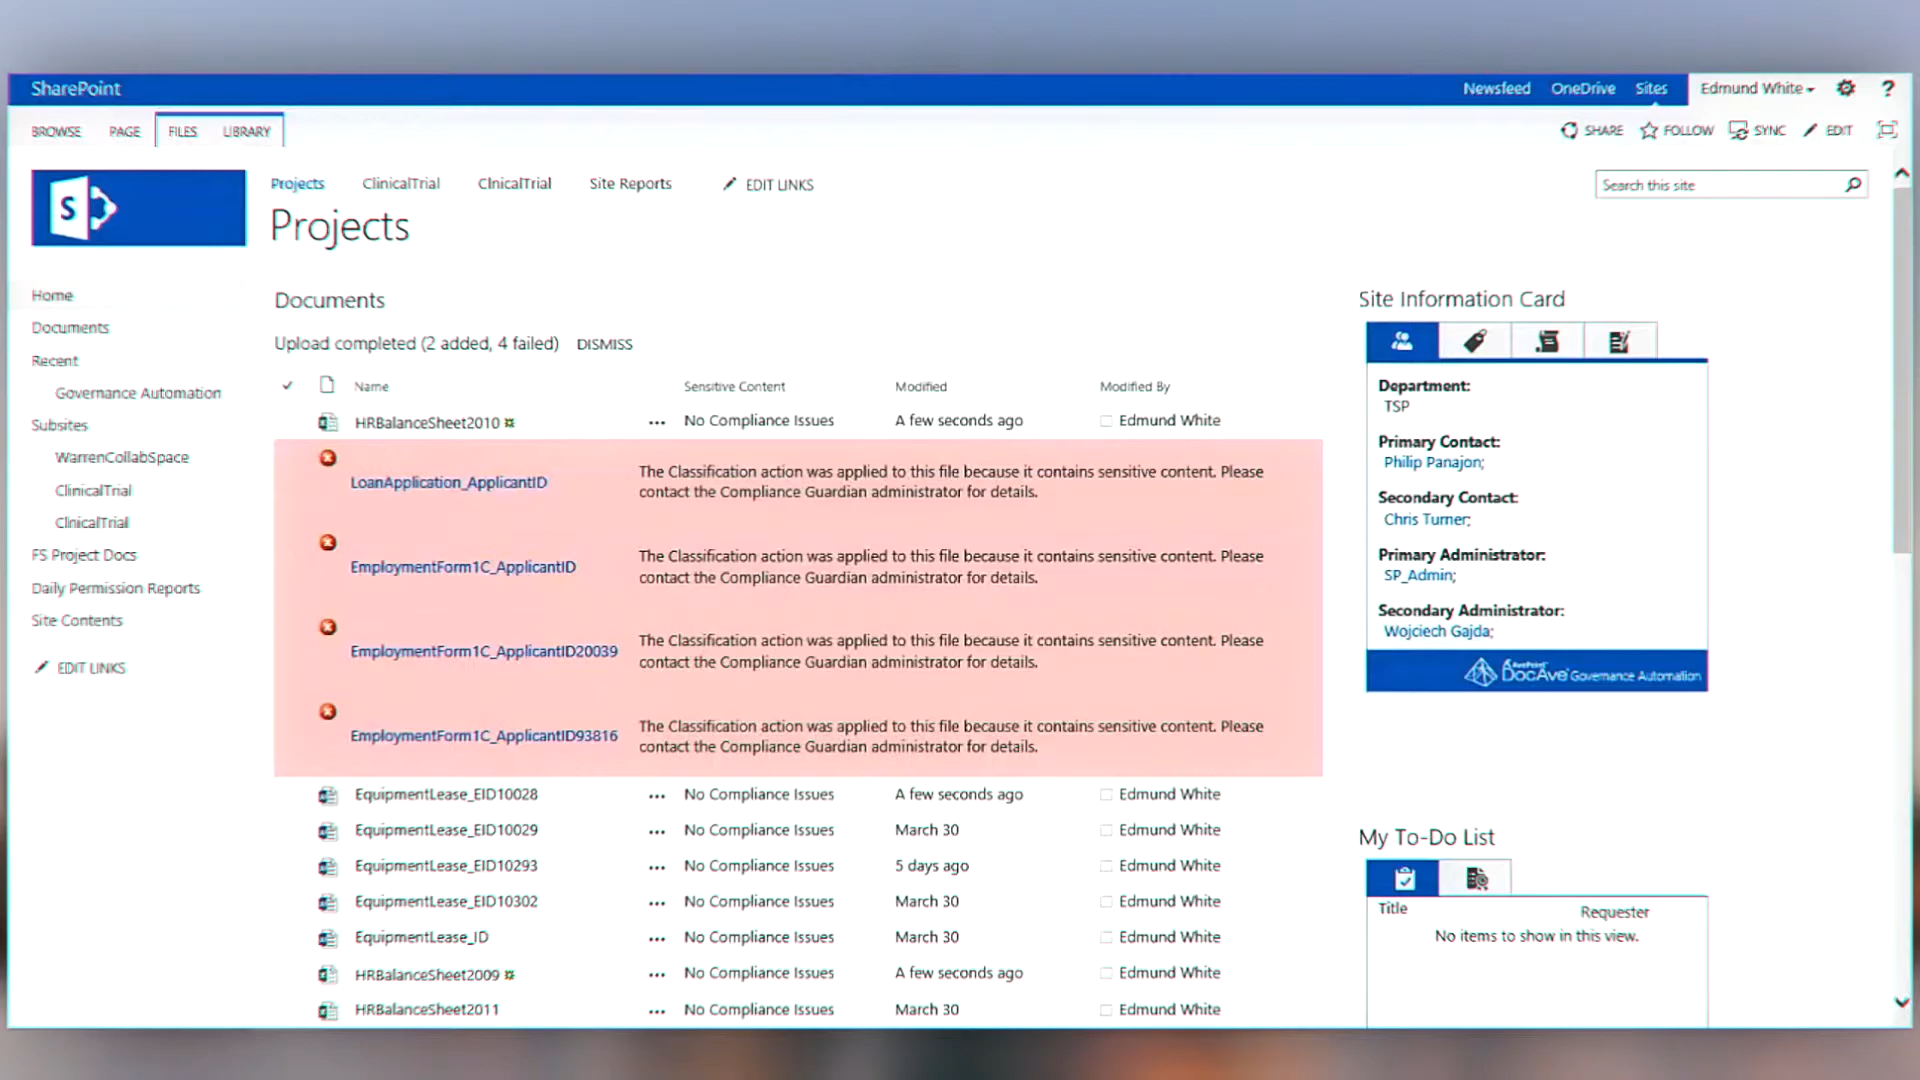 SharePoint
Newsfeed OneDrive Sites Edmund White ?
BROWSE PAGE FILES LIBRARY
SHARE FOLLOW SYNC EDIT
S
Projects ClinicalTrial ClnicalTrial Site Reports EDIT LINKS
Search this site
Projects
Home
Documents
Recent
Governance Automation
Subsites
WarrenCollabSpace
ClinicalTrial
ClnicalTrial
FS Project Docs
Daily Permission Reports
Site Contents
EDIT LINKS
Documents
Upload completed (2 added, 4 failed) DISMISS
Name Sensitive Content Modified Modified By
HRBalanceSheet2010 ... No Compliance Issues A few seconds ago Edmund White
LoanApplication_ApplicantID
The Classification action was applied to this file because it contains sensitive content. Please
contact the Compliance Guardian administrator for details.
EmploymentForm1C_ApplicantID
The Classification action was applied to this file because it contains sensitive content. Please
contact the Compliance Guardian administrator for details.
EmploymentForm1C_ApplicantID20039
The Classification action was applied to this file because it contains sensitive content. Please
contact the Compliance Guardian administrator for details.
EmploymentForm1C_ApplicantID93816
The Classification action was applied to this file because it contains sensitive content. Please
contact the Compliance Guardian administrator for details.
EquipmentLease_EID10028 ... No Compliance Issues A few seconds ago Edmund White
EquipmentLease_EID10029 ... No Compliance Issues March 30 Edmund White
EquipmentLease_EID10293 ... No Compliance Issues 5 days ago Edmund White
EquipmentLease_EID10302 ... No Compliance Issues March 30 Edmund White
EquipmentLease_ID ... No Compliance Issues March 30 Edmund White
HRBalanceSheet2009 ... No Compliance Issues A few seconds ago Edmund White
HRBalanceSheet2011 ... No Compliance Issues March 30 Edmund White
Site Information Card
Department:
TSP
Primary Contact:
Philip Panajon;
Secondary Contact:
Chris Turner;
Primary Administrator:
SP_Admin;
Secondary Administrator:
Wojciech Gajda;
AvePoint
DocAve Governance Automation
My To-Do List
Title Requester
No items to show in this view.